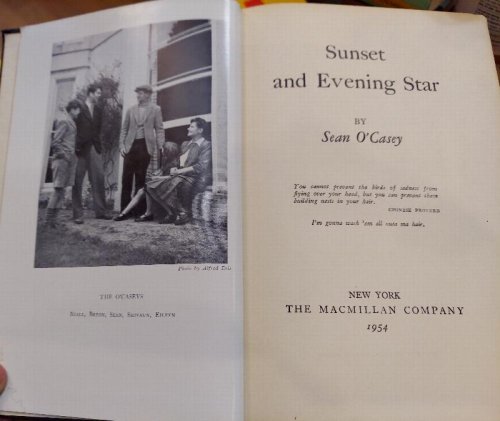 Photo by Alfred
THE O'CASEYS
NIALL, BREON, SEAN, SHIVAUN, EILEEN
Sunset
and Evening Star
BY
Sean O'Casey
You cannot prevent the birds of sadness from
flying over your head, but you can prevent them
building nests in your hair.
CHINESE PROVERB
I'm gonna wash 'em all outa ma hair.
NEW YORK
THE MACMILLAN COMPANY
1954